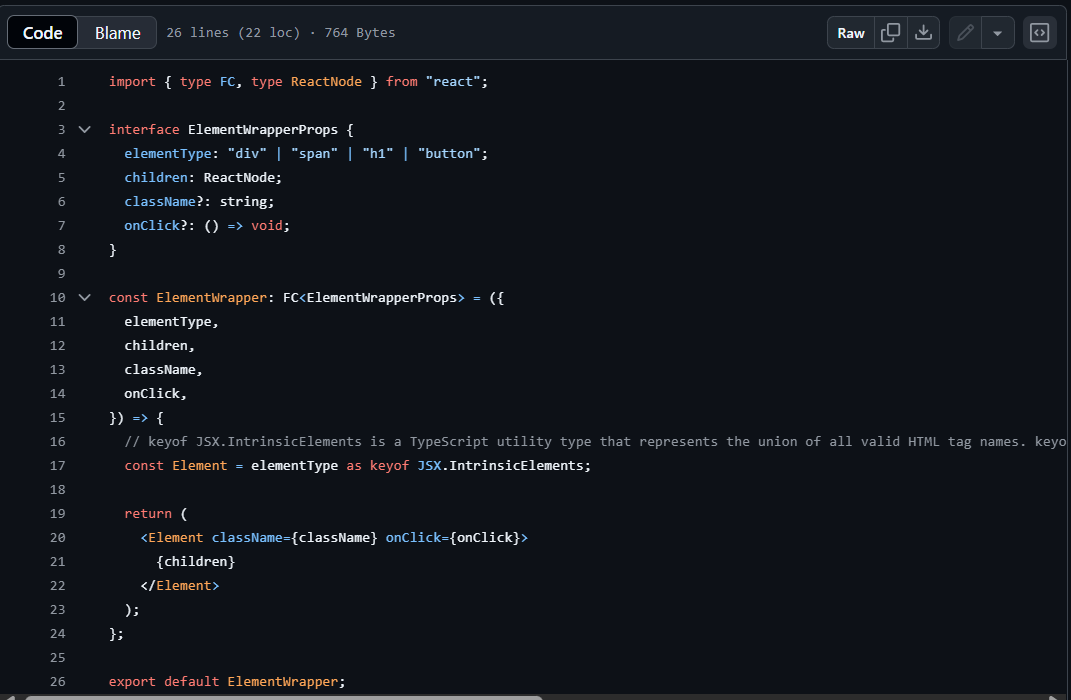 Code Blame 26 lines (22 loc) · 764 Bytes Raw
1 import { type FC, type ReactNode } from "react";
2
3 interface ElementWrapperProps {
4   elementType: "div" | "span" | "h1" | "button";
5   children: ReactNode;
6   className?: string;
7   onClick?: () => void;
8 }
9
10 const ElementWrapper: FC<ElementWrapperProps> = ({
11   elementType,
12   children,
13   className,
14   onClick,
15 }) => {
16   // keyof JSX.IntrinsicElements is a TypeScript utility type that represents the union of all valid HTML tag names. keyo
17   const Element = elementType as keyof JSX.IntrinsicElements;
18
19   return (
20     <Element className={className} onClick={onClick}>
21       {children}
22     </Element>
23   );
24 };
25
26 export default ElementWrapper;